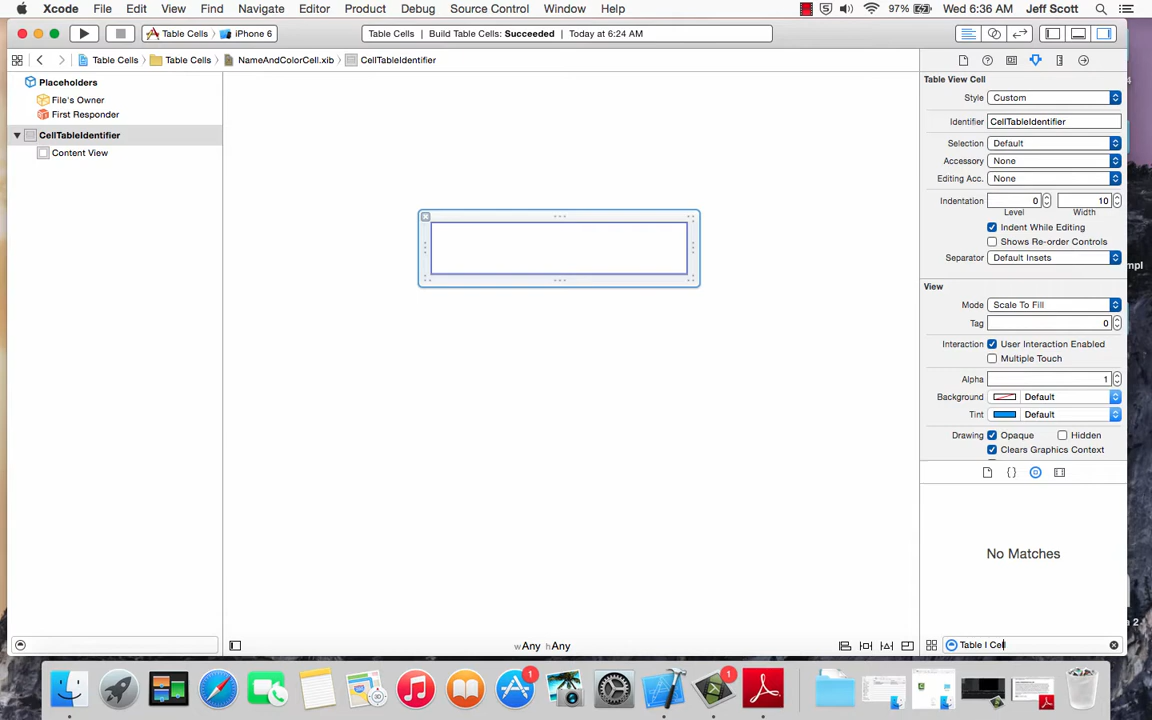 Xcode File Edit View Find Navigate Editor Product Debug Source Control Window Help 97% Wed 6:36 AM Jeff Scott
Table Cells iPhone 6 Table Cells Build Table Cells: Succeeded Today at 6:24 AM
Table Cells Table Cells NameAndColorCell.xib CellTableIdentifier
Placeholders
File's Owner
First Responder
CellTableIdentifier
Content View
Table View Cell
Style Custom
Identifier CellTableIdentifier
Selection Default
Accessory None
Editing Acc. None
Indentation 0 10
Level Width
Indent While Editing
Shows Re-order Controls
Separator Default Insets
View
Mode Scale To Fill
Tag 0
Interaction User Interaction Enabled
Multiple Touch
Alpha 1
Background Default
Tint Default
Drawing Opaque Hidden
Clears Graphics Context
No Matches
wAny hAny
Table I Cell
1 1